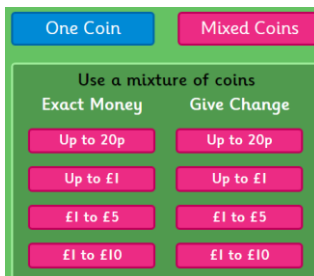 One Coin Mixed Coins
Use a mixture of coins
Exact Money Give Change
Up to 20p Up to 20p
Up to £1 Up to £1
£1 to £5 £1 to £5
£1 to £10 £1 to £10